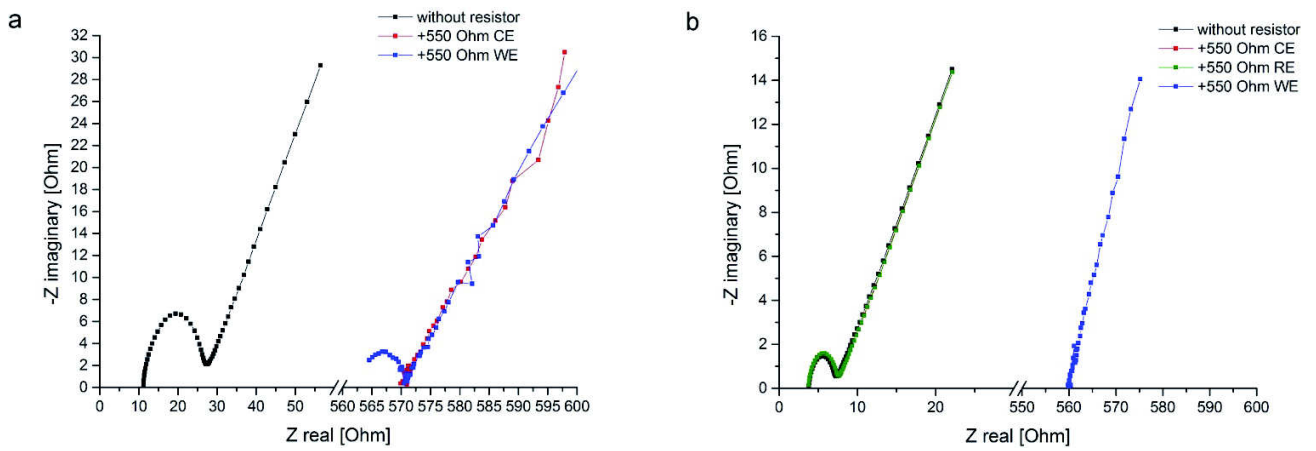 a
without resistor
+550 Ohm CE
+550 Ohm WE
32
30
28
26
24
22
20
18
16
14
12
10
8
6
4
2
0
-Z imaginary [Ohm]
0 10 20 30 40 50 560 565 570 575 580 585 590 595 600
Z real [Ohm]
b
without resistor
+550 Ohm CE
+550 Ohm RE
+550 Ohm WE
16
14
12
10
8
6
4
2
0
-Z imaginary [Ohm]
0 10 20 550 560 570 580 590 600
Z real [Ohm]